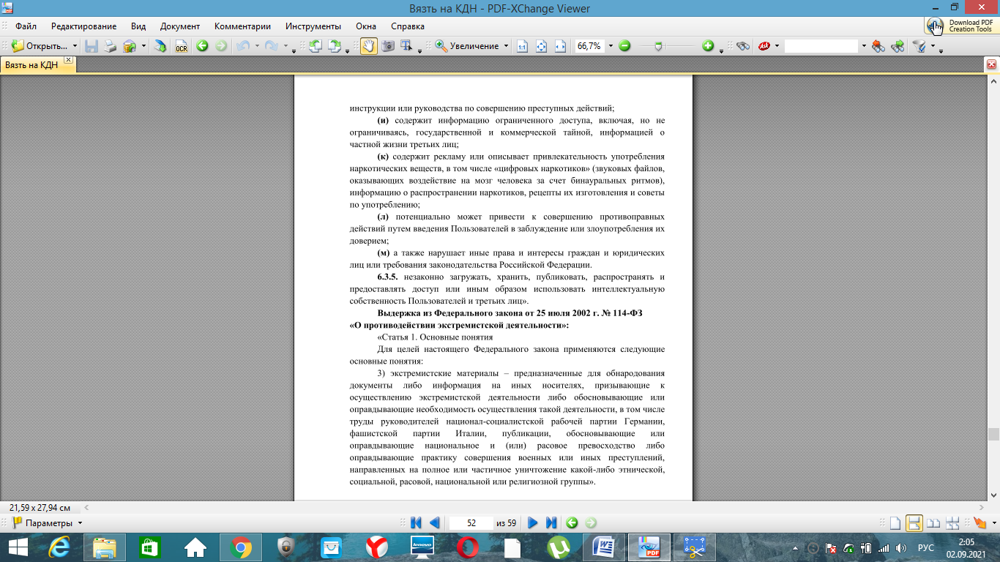 Вязть на КДН - PDF-XChange Viewer
Файл Редактирование Вид Документ Комментарии Инструменты Окна Справка
Download PDF
Creation Tools
Открыть... OCR Увеличение 1:1 66,7% Ask
Вязть на КДН
инструкции или руководства по совершению преступных действий;
(и) содержит информацию ограниченного доступа, включая, но не
ограничиваясь, государственной и коммерческой тайной, информацией о
частной жизни третьих лиц;
(к) содержит рекламу или описывает привлекательность употребления
наркотических веществ, в том числе «цифровых наркотиков» (звуковых файлов,
оказывающих воздействие на мозг человека за счет бинауральных ритмов),
информацию о распространении наркотиков, рецепты их изготовления и советы
по употреблению;
(л) потенциально может привести к совершению противоправных
действий путем введения Пользователей в заблуждение или злоупотребления их
доверием;
(м) а также нарушает иные права и интересы граждан и юридических
лиц или требования законодательства Российской Федерации.
6.3.5. незаконно загружать, хранить, публиковать, распространять и
предоставлять доступ или иным образом использовать интеллектуальную
собственность Пользователей и третьих лиц».
Выдержка из Федерального закона от 25 июля 2002 г. № 114-ФЗ
«О противодействии экстремистской деятельности»:
«Статья 1. Основные понятия
Для целей настоящего Федерального закона применяются следующие
основные понятия:
3) экстремистские материалы – предназначенные для обнародования
документы либо информация на иных носителях, призывающие к
осуществлению экстремистской деятельности либо обосновывающие или
оправдывающие необходимость осуществления такой деятельности, в том числе
труды руководителей национал-социалистской рабочей партии Германии,
фашистской партии Италии, публикации, обосновывающие или
оправдывающие национальное и (или) расовое превосходство либо
оправдывающие практику совершения военных или иных преступлений,
направленных на полное или частичное уничтожение какой-либо этнической,
социальной, расовой, национальной или религиозной группы».
21,59 x 27,94 см
Параметры 52 из 59
lenovo PDF РУС 2:05
02.09.2021